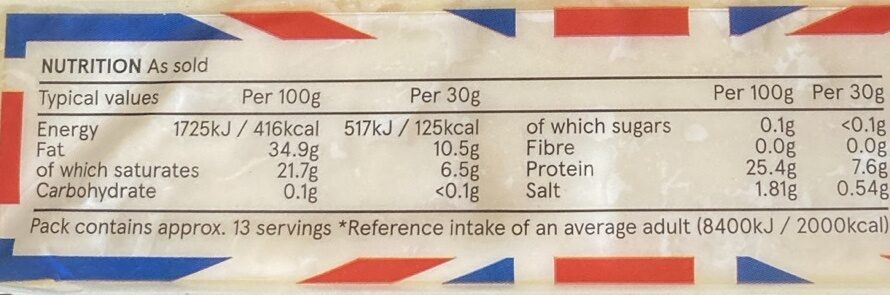 NUTRITION As sold
Typical values Per 100g Per 30g Per 100g Per 30g
Energy 1725kJ / 416kcal 517kJ / 125kcal of which sugars 0.1g <0.1g
Fat 34.9g 10.5g Fibre 0.0g 0.0g
of which saturates 21.7g 6.5g Protein 25.4g 7.6g
Carbohydrate 0.1g <0.1g Salt 1.81g 0.54g
Pack contains approx. 13 servings *Reference intake of an average adult (8400kJ / 2000kcal)